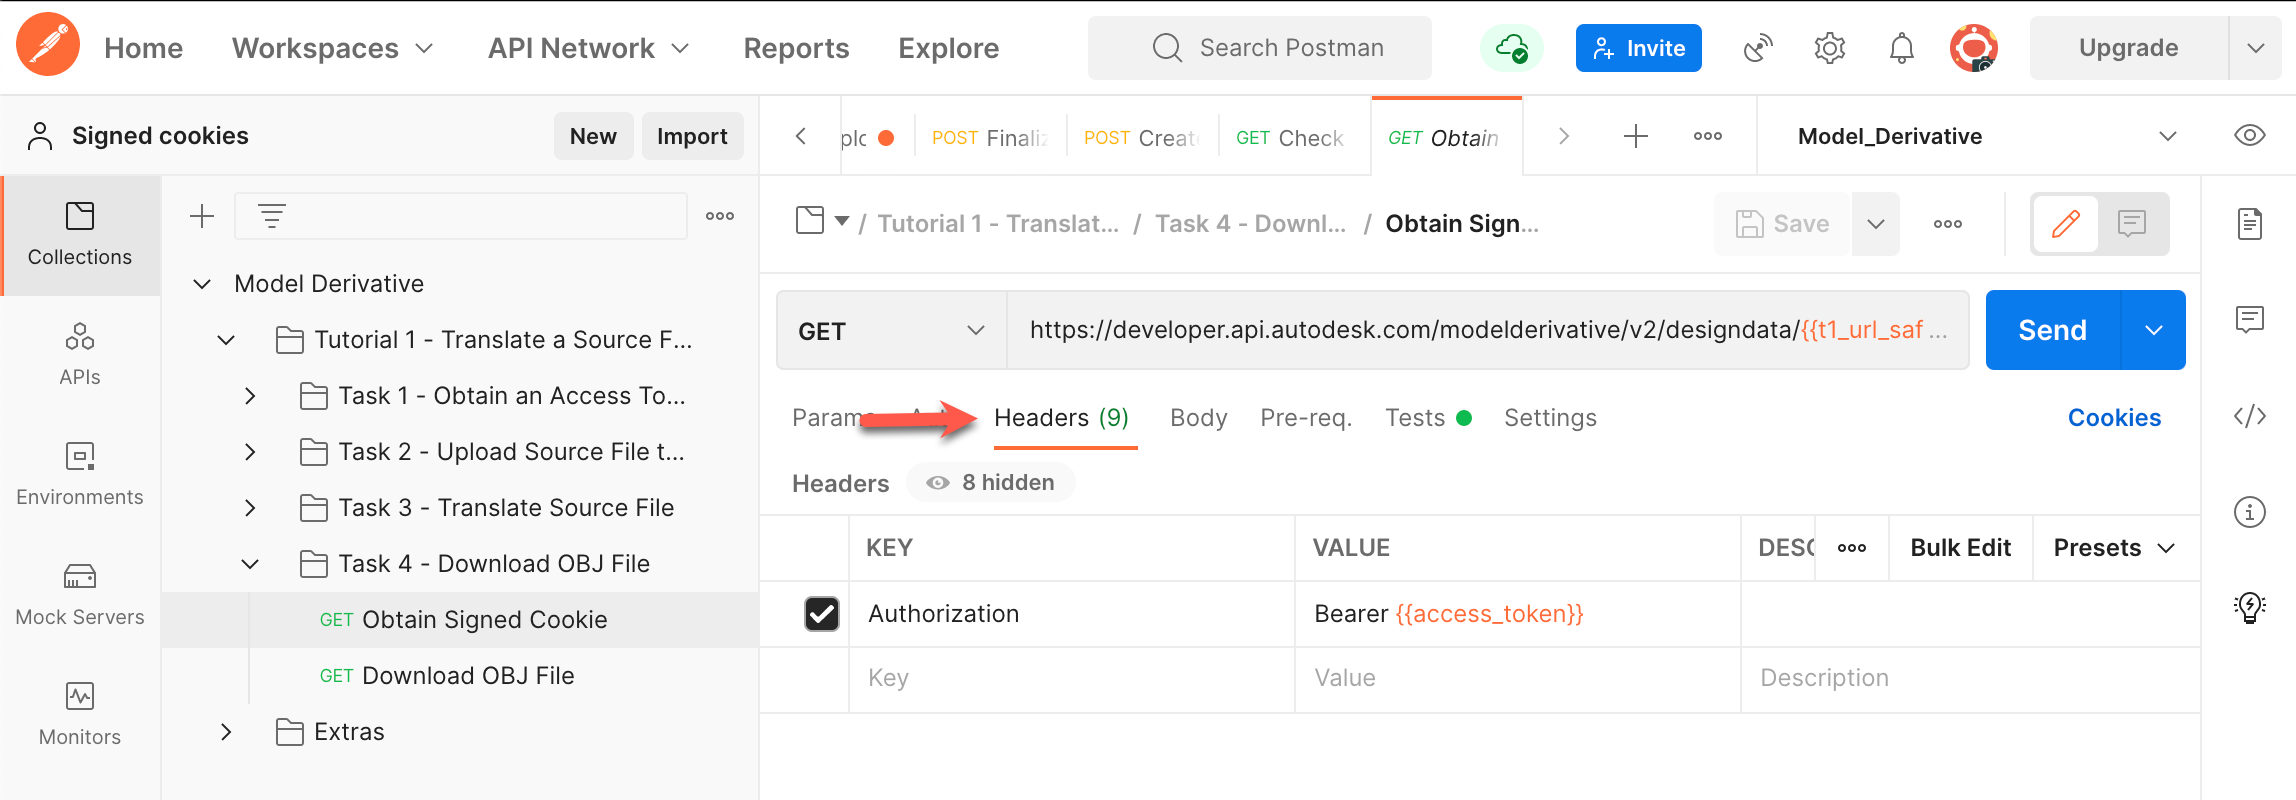 Home Workspaces API Network Reports Explore Search Postman Invite Upgrade
Signed cookies New Import
plo POST Finaliz POST Create GET Check GET Obtain Model_Derivative
Collections
APIs
Environments
Mock Servers
Monitors
Model Derivative
Tutorial 1 - Translate a Source F...
Task 1 - Obtain an Access To...
Task 2 - Upload Source File t...
Task 3 - Translate Source File
Task 4 - Download OBJ File
GET Obtain Signed Cookie
GET Download OBJ File
Extras
/ Tutorial 1 - Translat... / Task 4 - Downl... / Obtain Sign... Save
GET https://developer.api.autodesk.com/modelderivative/v2/designdata/{{t1_url_saf ... Send
Params Headers (9) Body Pre-req. Tests Settings Cookies
Headers 8 hidden
KEY VALUE DESC Bulk Edit Presets
Authorization Bearer {{access_token}}
Key Value Description